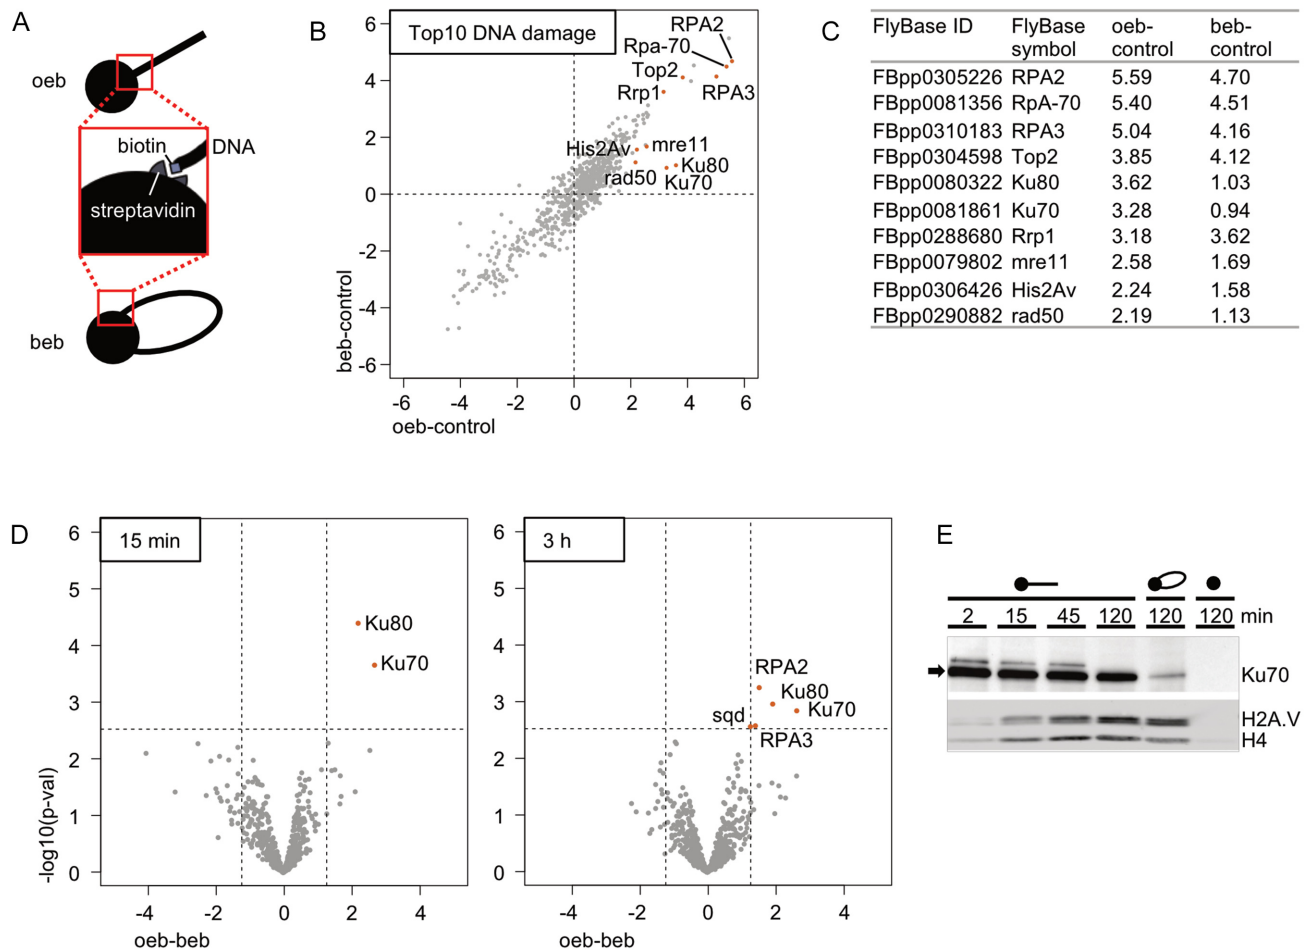 A
oeb
biotin
DNA
streptavidin
beb
B
Top10 DNA damage
RPA2
Rpa-70
Top2
Rrp1
RPA3
His2Av
mre11
rad50
Ku80
Ku70
6
4
2
0
-2
-4
-6
beb-control
-6
-4
-2
0
2
4
6
oeb-control
C
FlyBase ID FlyBase symbol oeb-control beb-control
FBpp0305226 RPA2 5.59 4.70
FBpp0081356 RpA-70 5.40 4.51
FBpp0310183 RPA3 5.04 4.16
FBpp0304598 Top2 3.85 4.12
FBpp0080322 Ku80 3.62 1.03
FBpp0081861 Ku70 3.28 0.94
FBpp0288680 Rrp1 3.18 3.62
FBpp0079802 mre11 2.58 1.69
FBpp0306426 His2Av 2.24 1.58
FBpp0290882 rad50 2.19 1.13
D
15 min
Ku80
Ku70
6
5
4
3
2
1
0
-log10(p-val)
-4
-2
0
2
4
oeb-beb
3 h
RPA2
Ku80
Ku70
sqd
RPA3
6
5
4
3
2
1
0
-4
-2
0
2
4
oeb-beb
E
2 15 45 120 120 120 min
Ku70
H2A.V
H4